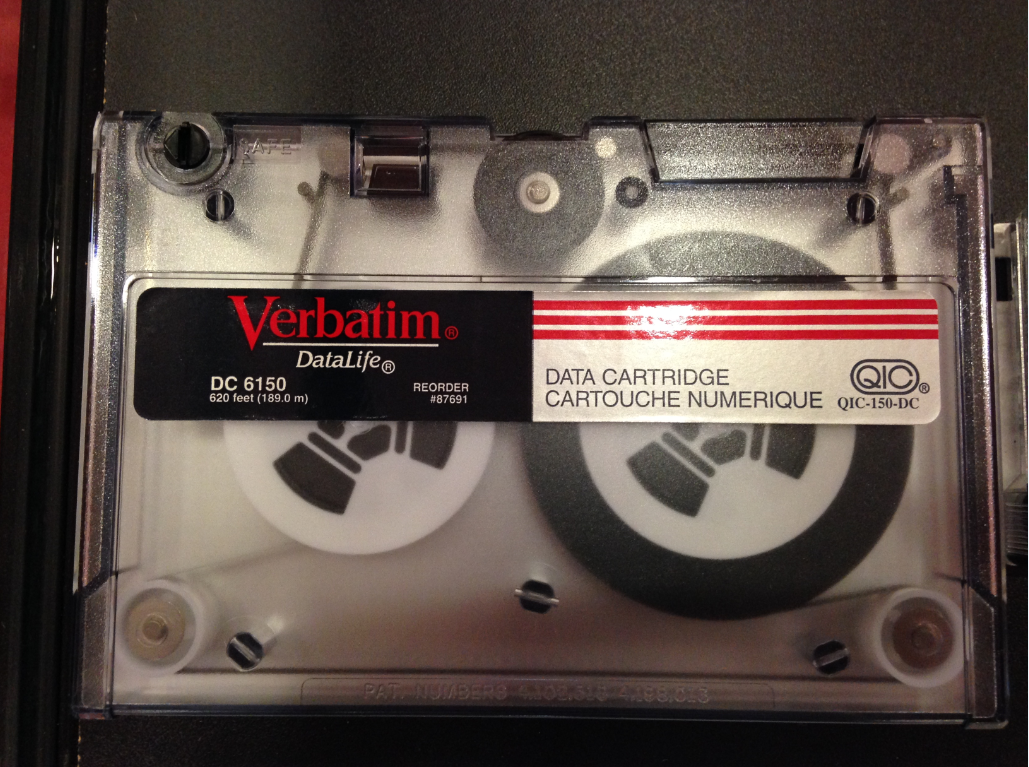 SAFE
Verbatim®
DataLife®
DC 6150
620 feet (189.0 m)
REORDER
#87691
DATA CARTRIDGE
CARTOUCHE NUMERIQUE
QIC®
QIC-150-DC
PAT. NUMBERS